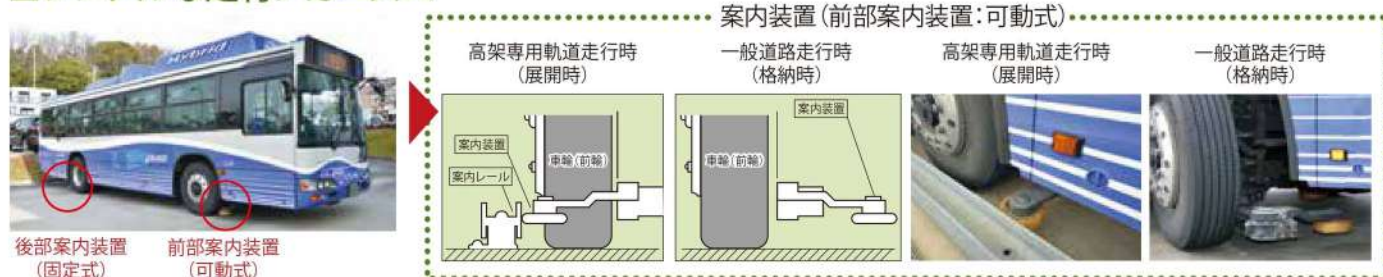 案内装置(前部案内装置:可動式)
高架専用軌道走行時
(展開時)
一般道路走行時
(格納時)
高架専用軌道走行時
(展開時)
一般道路走行時
(格納時)
案内装置
案内レール
車輪(前輪)
案内装置
車輪(前輪)
後部案内装置
(固定式)
前部案内装置
(可動式)